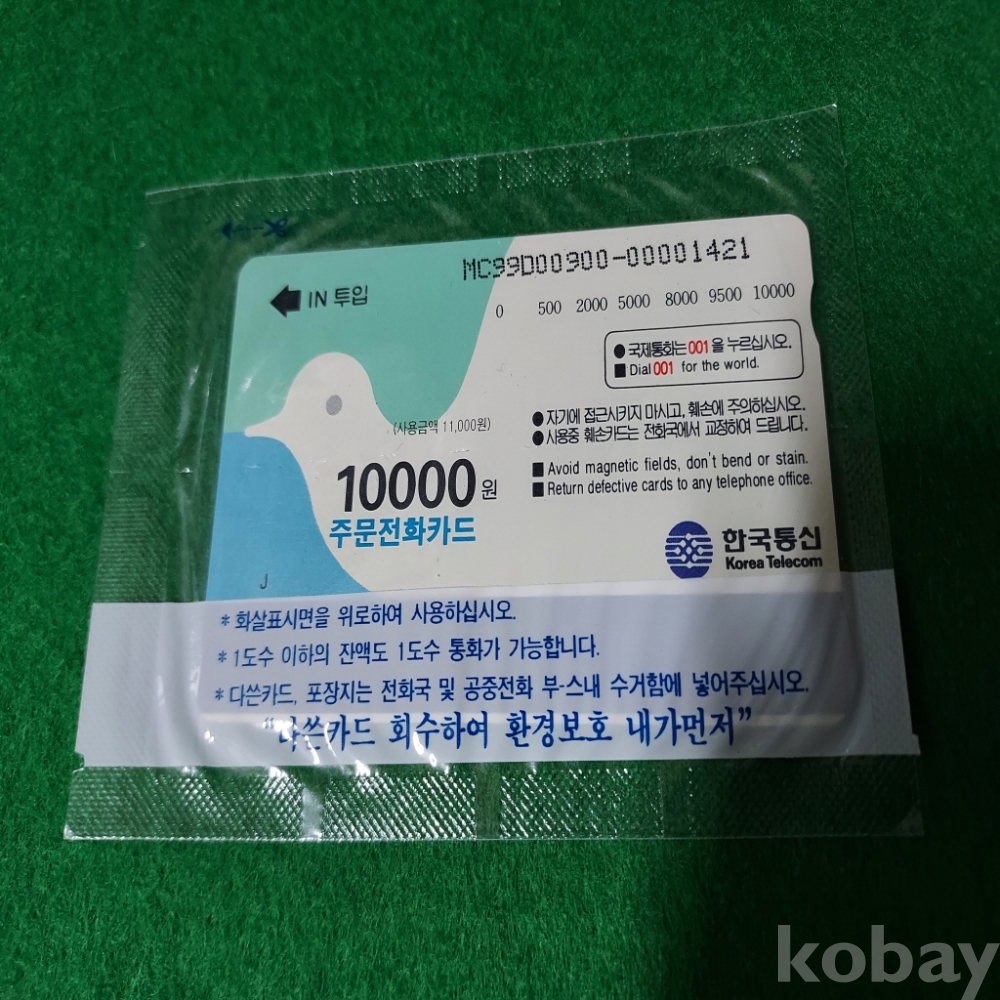 MC99D00900-00001421
IN 투입
0 500 2000 5000 8000 9500 10000
● 국제통화는 001을 누르십시오.
■ Dial 001 for the world.
(사용금액 11,000원)
● 자기에 접근시키지 마시고, 훼손에 주의하십시오.
● 사용중 훼손카드는 전화국에서 교정하여 드립니다.
10000원
■ Avoid magnetic fields, don't bend or stain.
■ Return defective cards to any telephone office.
주문전화카드
한국통신
Korea Telecom
J
* 화살표시면을 위로하여 사용하십시오.
* 1도수 이하의 잔액도 1도수 통화가 가능합니다.
* 다쓴카드, 포장지는 전화국 및 공중전화 부·스내 수거함에 넣어주십시오.
“다쓴카드 회수하여 환경보호 내가먼저”
kobay